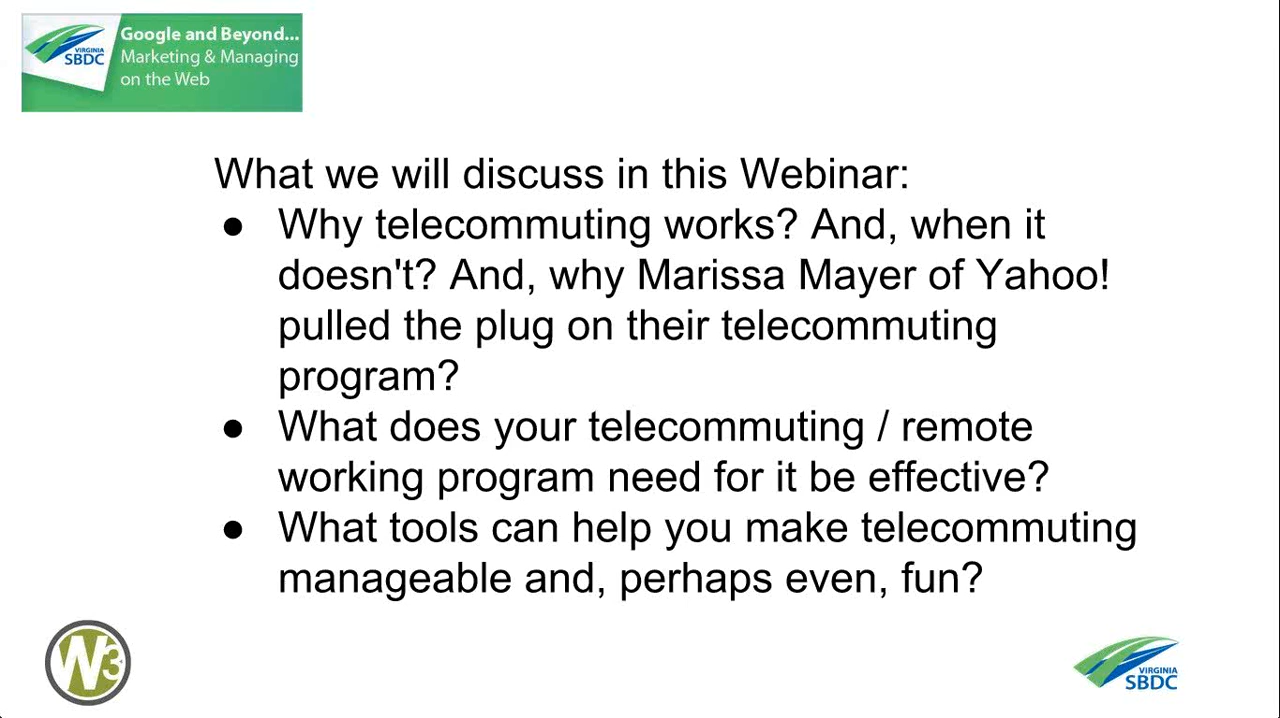 Google and Beyond...
Marketing & Managing
on the Web
VIRGINIA
SBDC
What we will discuss in this Webinar:
● Why telecommuting works? And, when it
doesn't? And, why Marissa Mayer of Yahoo!
pulled the plug on their telecommuting
program?
● What does your telecommuting / remote
working program need for it be effective?
● What tools can help you make telecommuting
manageable and, perhaps even, fun?
W3
VIRGINIA
SBDC